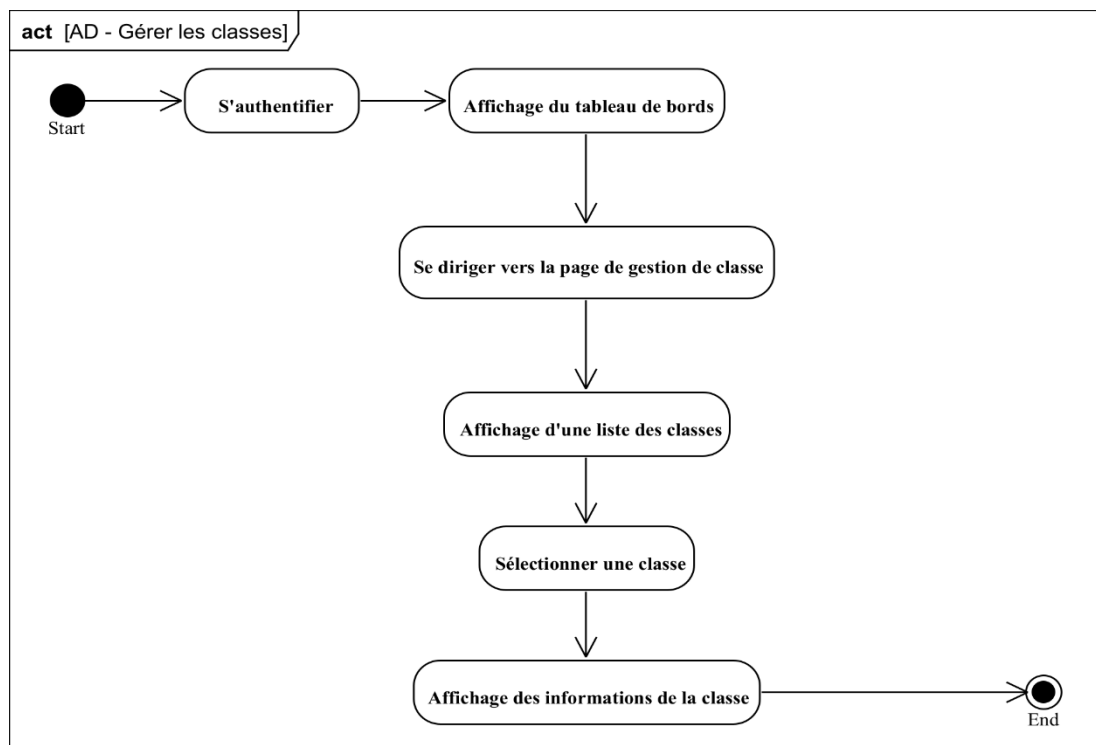 act [AD - Gérer les classes]
Start
S'authentifier
Affichage du tableau de bords
Se diriger vers la page de gestion de classe
Affichage d'une liste des classes
Sélectionner une classe
Affichage des informations de la classe
End